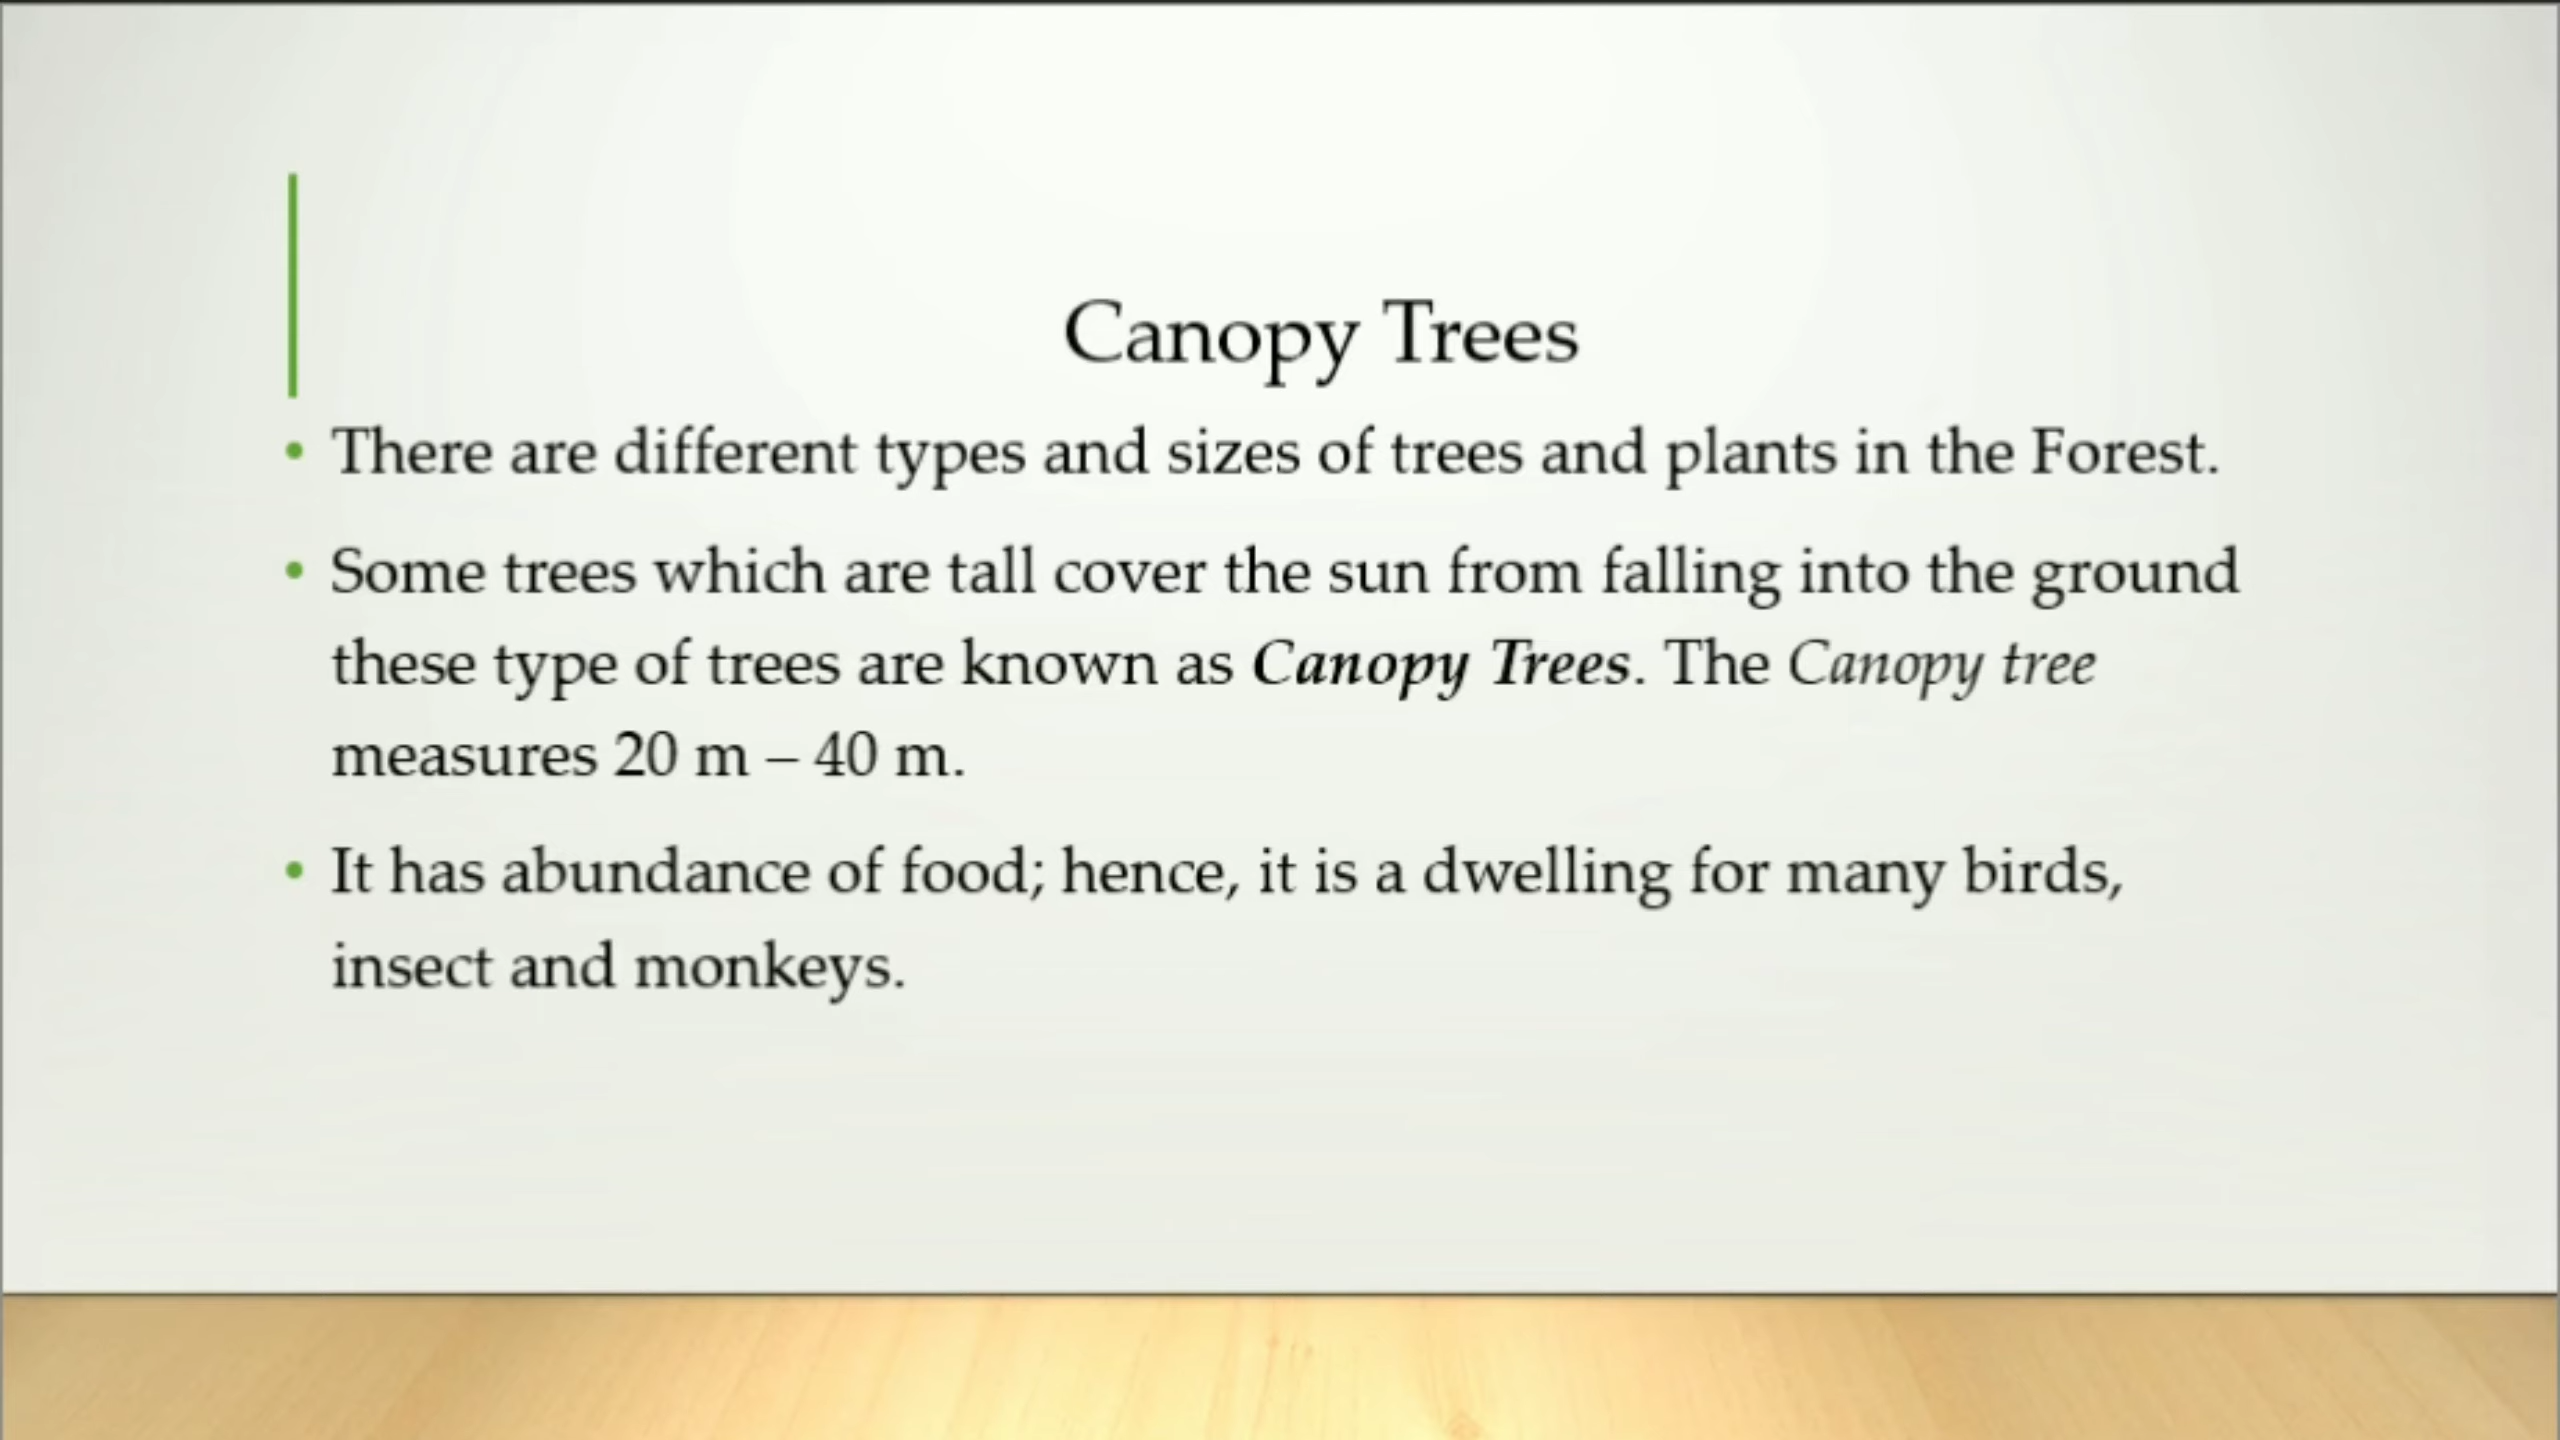 Canopy Trees
• There are different types and sizes of trees and plants in the Forest.
• Some trees which are tall cover the sun from falling into the ground
these type of trees are known as Canopy Trees. The Canopy tree
measures 20 m – 40 m.
• It has abundance of food; hence, it is a dwelling for many birds,
insect and monkeys.